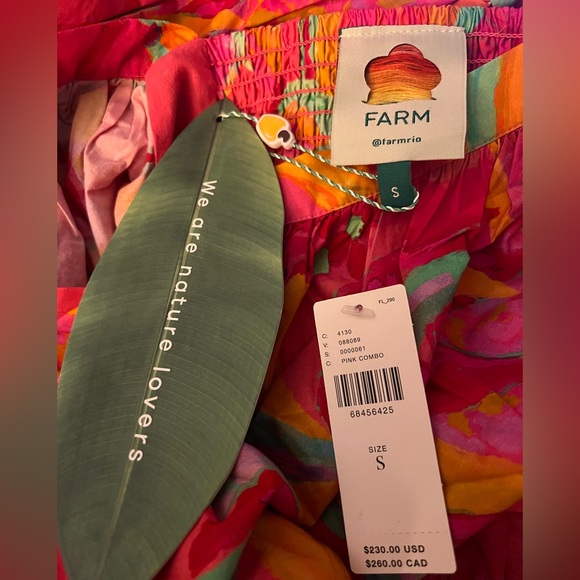 FARM
@farmrio
S
We are nature lovers
FL_290
C: 4130
V: 088089
S: 0000061
C: PINK COMBO
68456425
SIZE
S
$230.00 USD
$260.00 CAD